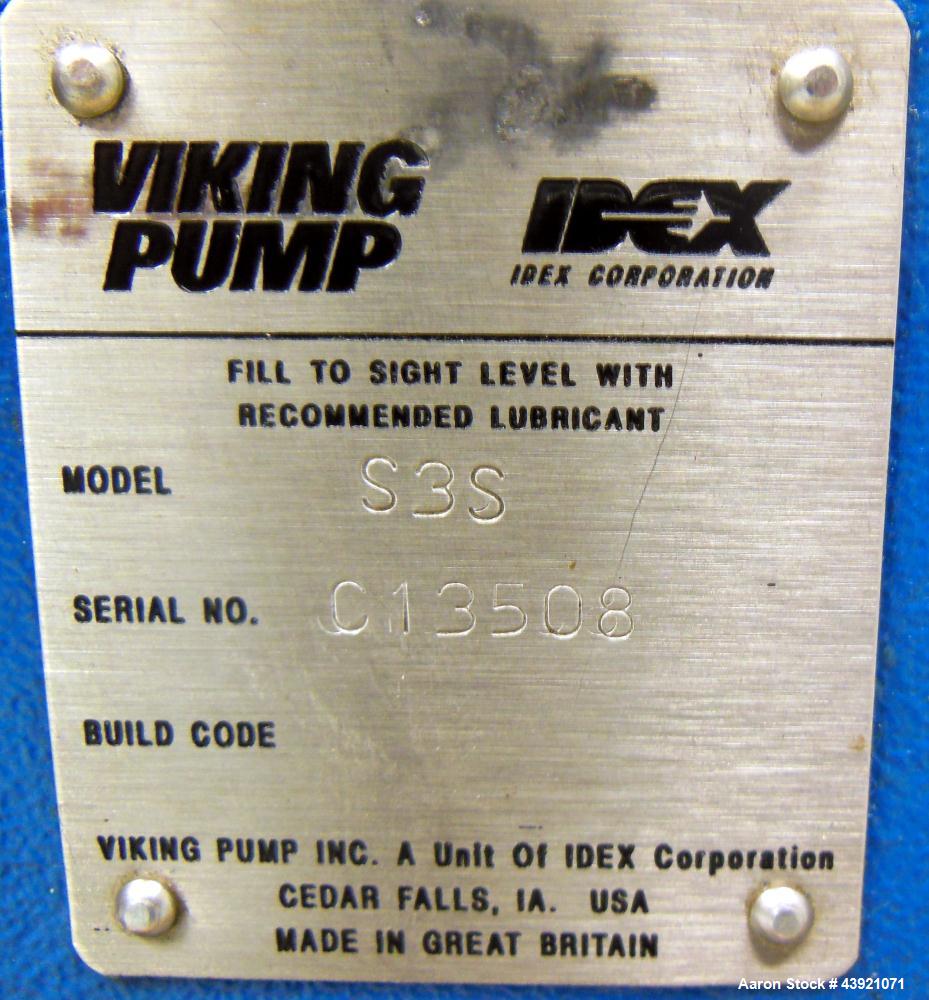 VIKING
PUMP
IDEX
IDEX CORPORATION
FILL TO SIGHT LEVEL WITH
RECOMMENDED LUBRICANT
MODEL S3S
SERIAL NO. C13508
BUILD CODE
VIKING PUMP INC. A Unit Of IDEX Corporation
CEDAR FALLS, IA. USA
MADE IN GREAT BRITAIN
Aaron Stock # 43921071